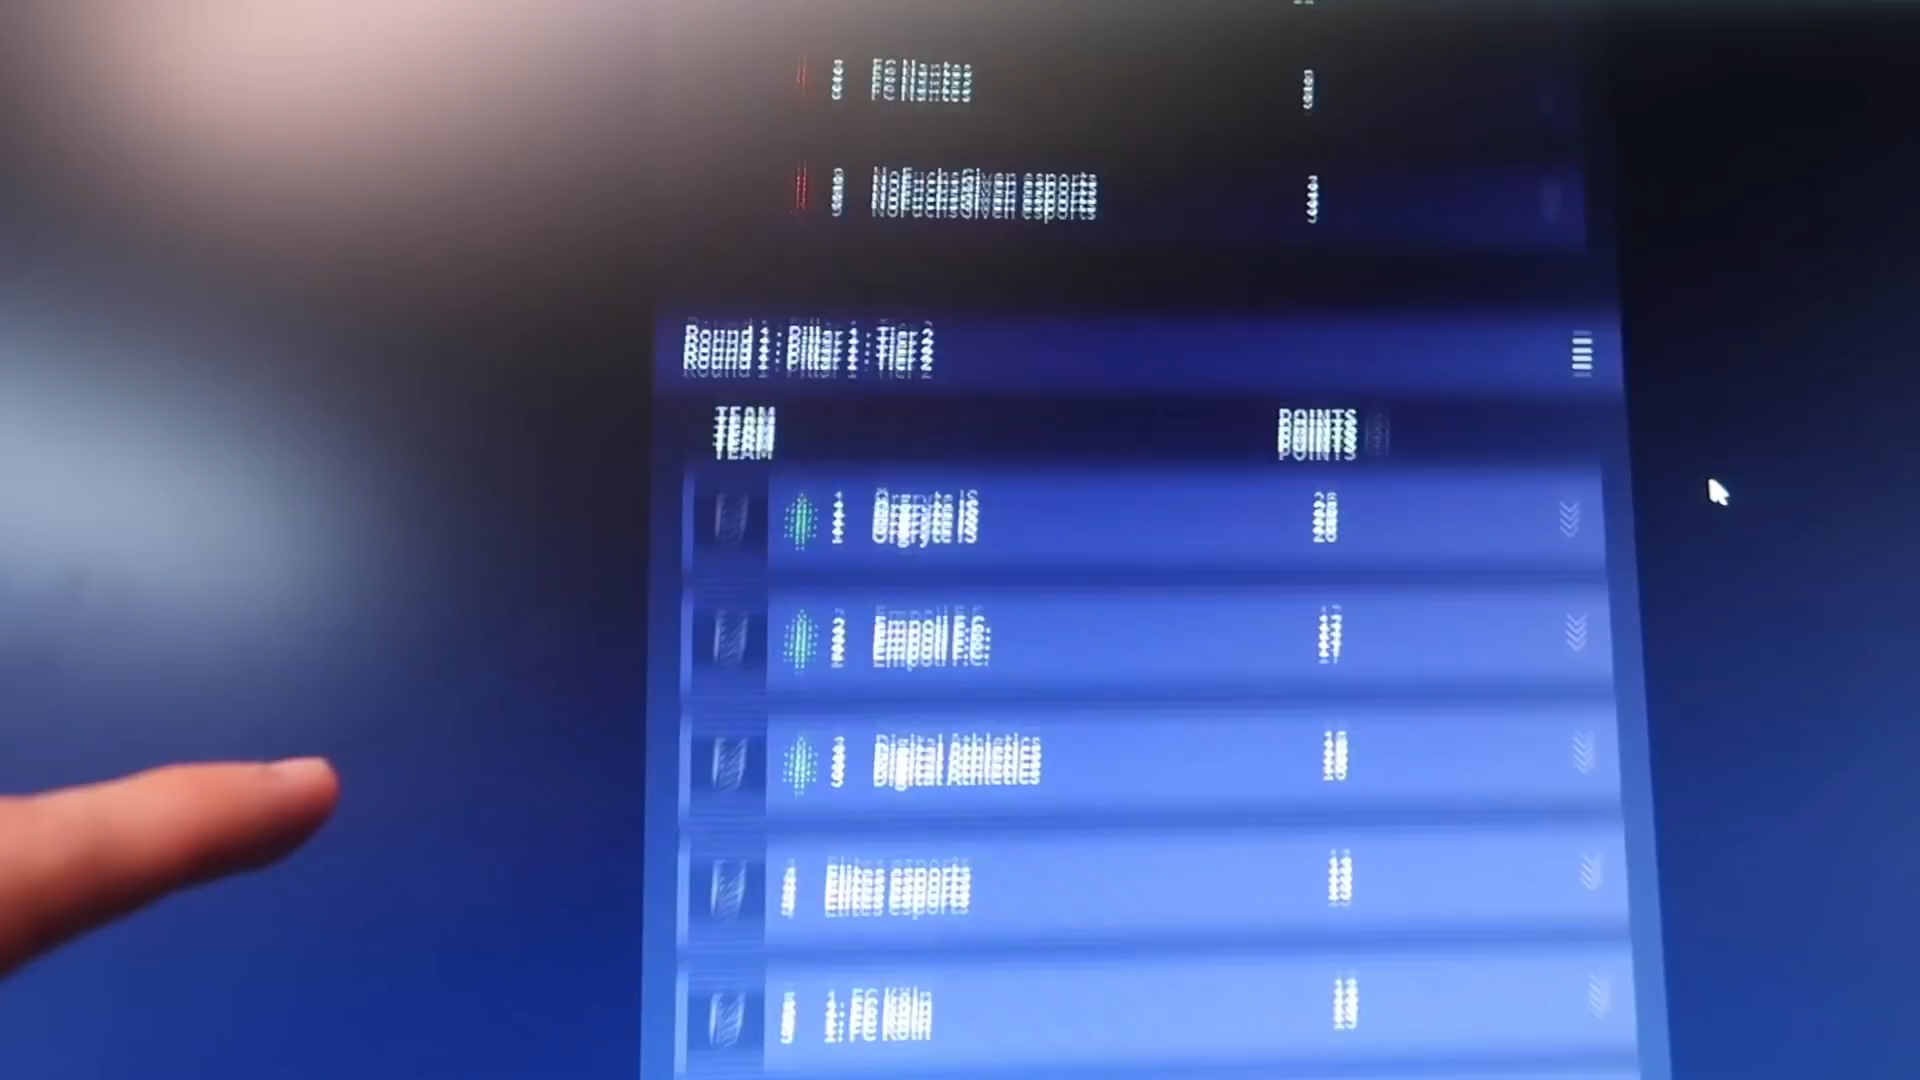 FC Nantes
NoFuchsGiven esports
Round 1 : Pillar 1 : Tier 2
TEAM POINTS
1 Örgryte IS
2 Empoli F.C.
3 Digital Athletics
4 Elites esports
5 1. FC Köln